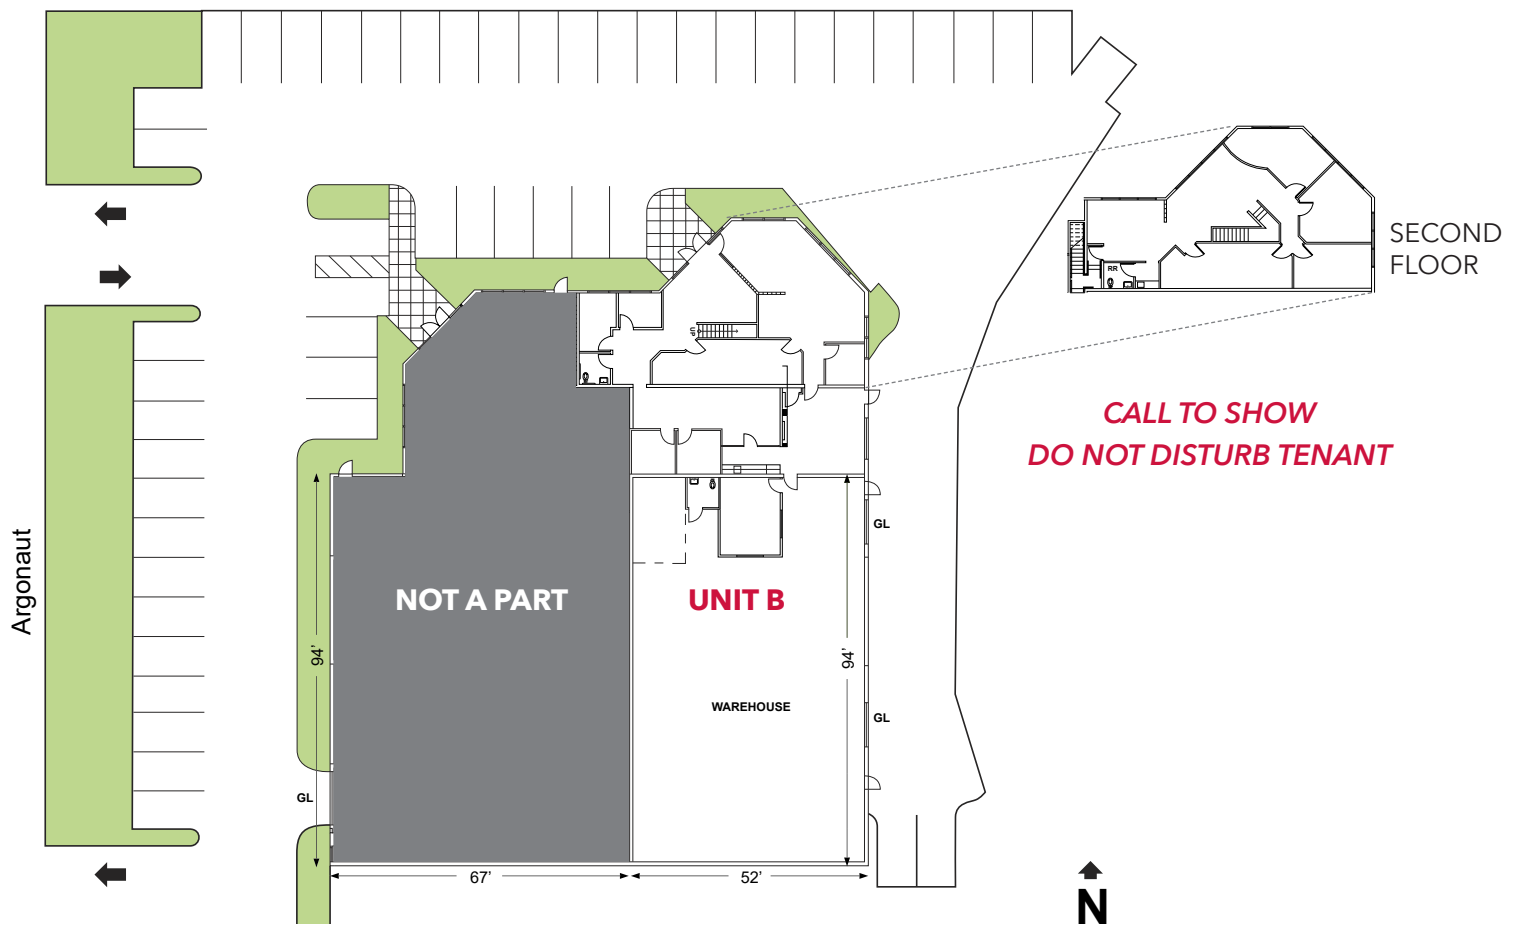 SECOND
FLOOR
RR
UP
CALL TO SHOW
DO NOT DISTURB TENANT
GL
Argonaut
NOT A PART
UNIT B
94'
94'
WAREHOUSE
GL
GL
67'
52'
N